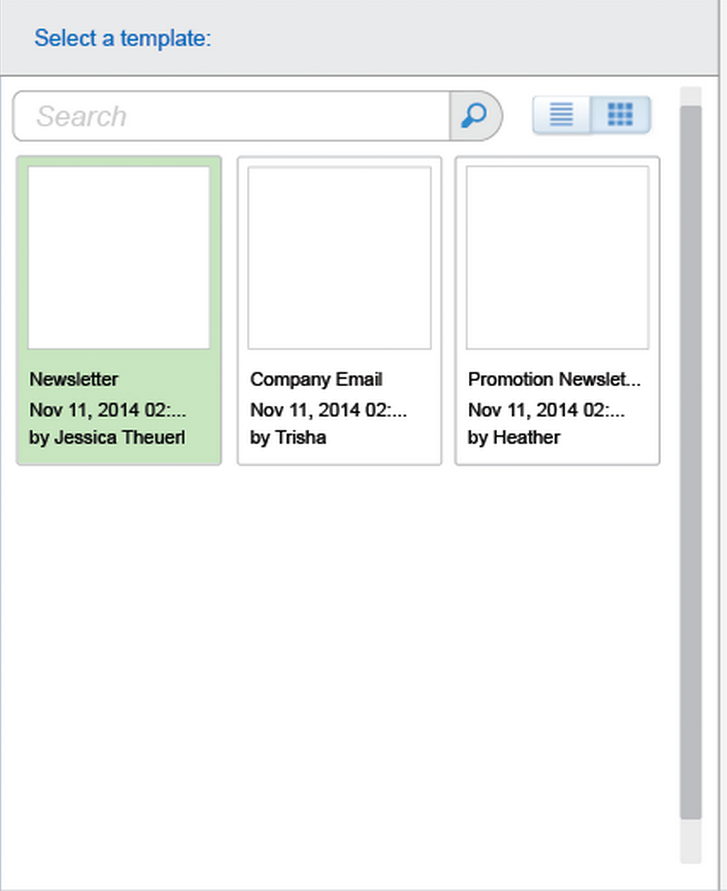 Select a template:
Search
Newsletter
Nov 11, 2014 02:...
by Jessica Theuerl
Company Email
Nov 11, 2014 02:...
by Trisha
Promotion Newslet...
Nov 11, 2014 02:...
by Heather